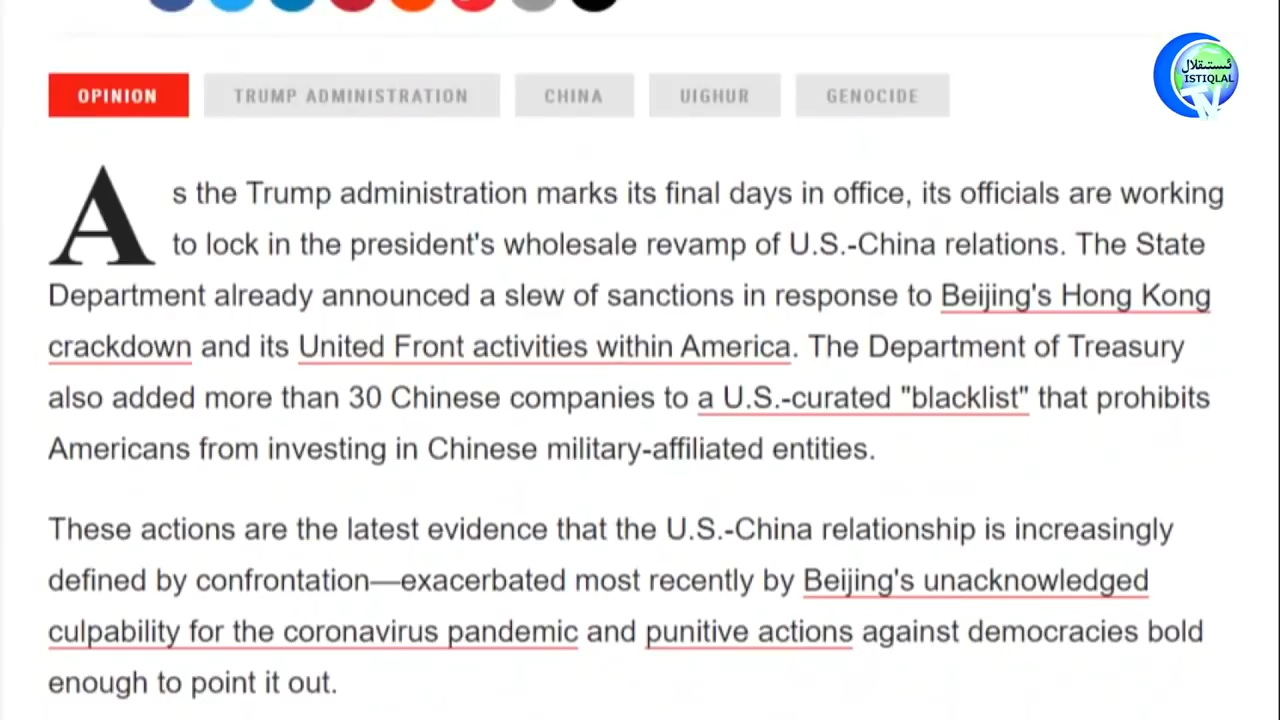 OPINION
TRUMP ADMINISTRATION
CHINA
UIGHUR
GENOCIDE
ئىستىقلال
ISTIQLAL
TV
As the Trump administration marks its final days in office, its officials are working
to lock in the president's wholesale revamp of U.S.-China relations. The State
Department already announced a slew of sanctions in response to Beijing's Hong Kong
crackdown and its United Front activities within America. The Department of Treasury
also added more than 30 Chinese companies to a U.S.-curated "blacklist" that prohibits
Americans from investing in Chinese military-affiliated entities.
These actions are the latest evidence that the U.S.-China relationship is increasingly
defined by confrontation—exacerbated most recently by Beijing's unacknowledged
culpability for the coronavirus pandemic and punitive actions against democracies bold
enough to point it out.